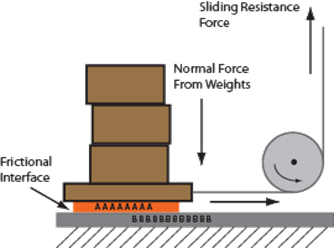 Sliding Resistance
Force
Normal Force
From Weights
Frictional
Interface
AAAAAAAA
BBBBBBBBBBBB